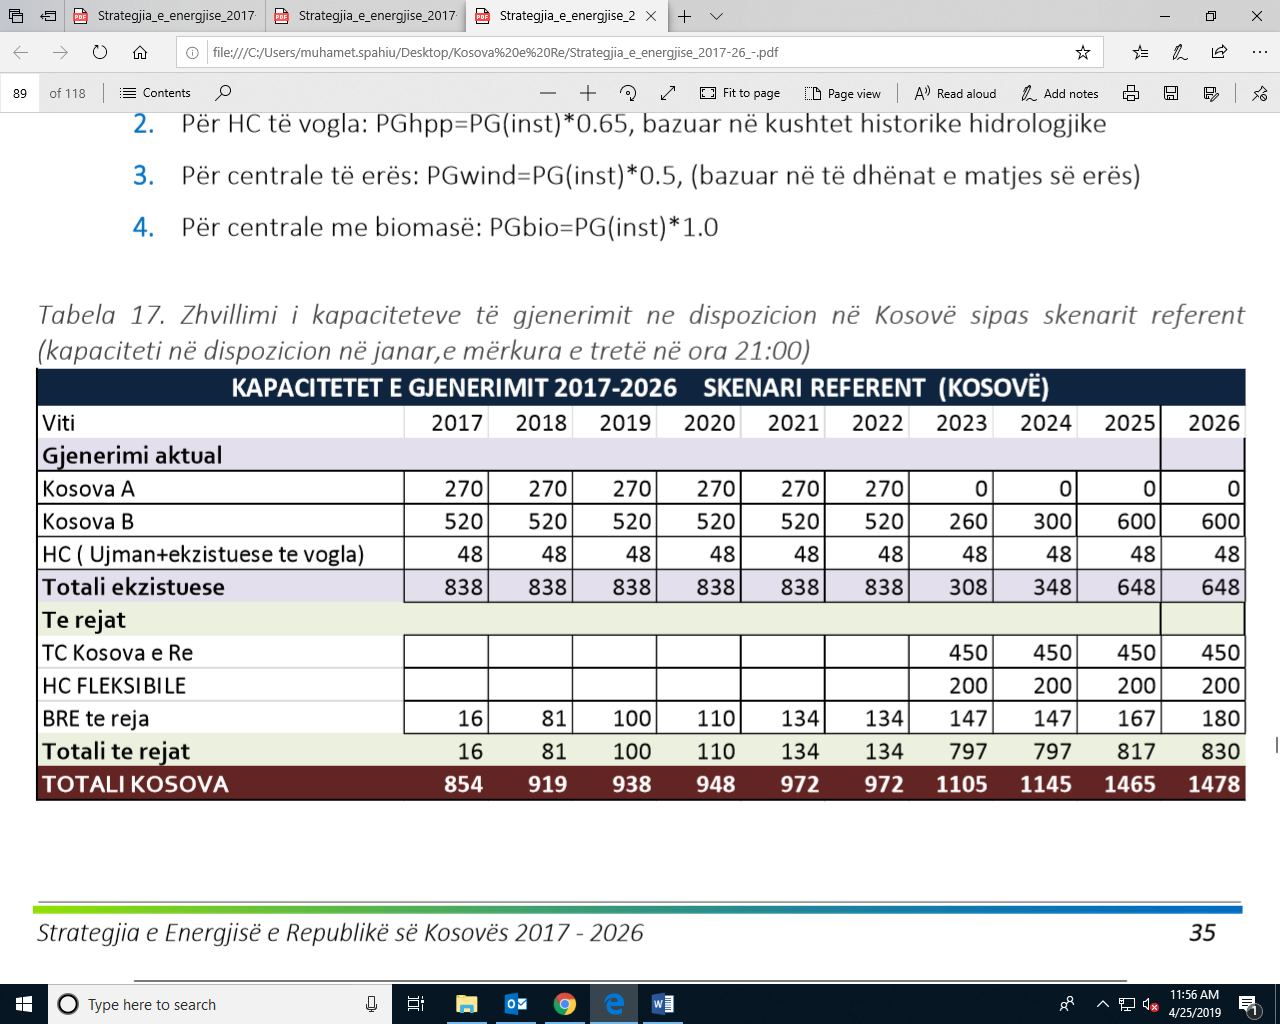 Strategjia_e_energjise_2017-
Strategjia_e_energjise_2017-
Strategjia_e_energjise_2
file:///C:/Users/muhamet.spahiu/Desktop/Kosova%20e%20Re/Strategjia_e_energjise_2017-26_-.pdf
89 of 118 Contents Fit to page Page view Read aloud Add notes
2. Për HC të vogla: PGhpp=PG(inst)*0.65, bazuar në kushtet historike hidrologjike
3. Për centrale të erës: PGwind=PG(inst)*0.5, (bazuar në të dhënat e matjes së erës)
4. Për centrale me biomasë: PGbio=PG(inst)*1.0
Tabela 17. Zhvillimi i kapaciteteve të gjenerimit ne dispozicion në Kosovë sipas skenarit referent
(kapaciteti në dispozicion në janar,e mërkura e tretë në ora 21:00)
KAPACITETET E GJENERIMIT 2017-2026 SKENARI REFERENT (KOSOVË)
Viti 2017 2018 2019 2020 2021 2022 2023 2024 2025 2026
Gjenerimi aktual
Kosova A 270 270 270 270 270 270 0 0 0 0
Kosova B 520 520 520 520 520 520 260 300 600 600
HC ( Ujman+ekzistuese te vogla) 48 48 48 48 48 48 48 48 48 48
Totali ekzistuese 838 838 838 838 838 838 308 348 648 648
Te rejat
TC Kosova e Re 450 450 450 450
HC FLEKSIBILE 200 200 200 200
BRE te reja 16 81 100 110 134 134 147 147 167 180
Totali te rejat 16 81 100 110 134 134 797 797 817 830
TOTALI KOSOVA 854 919 938 948 972 972 1105 1145 1465 1478
Strategjia e Energjisë e Republikë së Kosovës 2017 - 2026 35
Type here to search
11:56 AM
4/25/2019
1